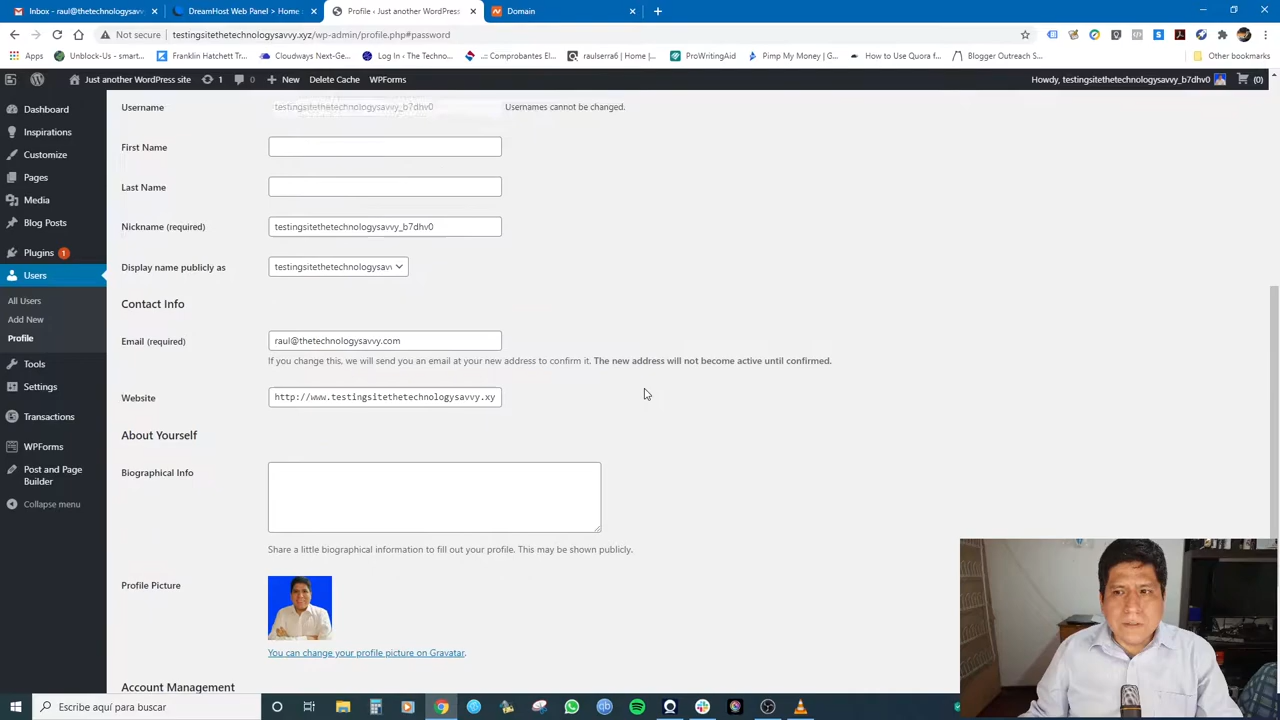 Inbox - raul@thetechnologysavvy
DreamHost Web Panel > Home
Profile ‹ Just another WordPress
Domain
Not secure
testingsitethetechnologysavvy.xyz/wp-admin/profile.php#password
Apps
Unblock-Us - smart...
Franklin Hatchett Tr...
Cloudways Next-Ge...
Log In ‹ The Techno...
.:: Comprobantes El...
raulserra6 | Home |...
ProWritingAid
Pimp My Money | G...
How to Use Quora f...
Blogger Outreach S...
Other bookmarks
Just another WordPress site
1
0
New
Delete Cache
WPForms
Howdy, testingsitethetechnologysavvy_b7dhv0
(0)
Dashboard
Inspirations
Customize
Pages
Media
Blog Posts
Plugins 1
Users
All Users
Add New
Profile
Tools
Settings
Transactions
WPForms
Post and Page
Builder
Collapse menu
Username
testingsitethetechnologysavvy_b7dhv0
Usernames cannot be changed.
First Name
Last Name
Nickname (required)
testingsitethetechnologysavvy_b7dhv0
Display name publicly as
testingsitethetechnologysavv
Contact Info
Email (required)
raul@thetechnologysavvy.com
If you change this, we will send you an email at your new address to confirm it. The new address will not become active until confirmed.
Website
http://www.testingsitethetechnologysavvy.xy
About Yourself
Biographical Info
Share a little biographical information to fill out your profile. This may be shown publicly.
Profile Picture
You can change your profile picture on Gravatar.
Account Management
Escribe aquí para buscar